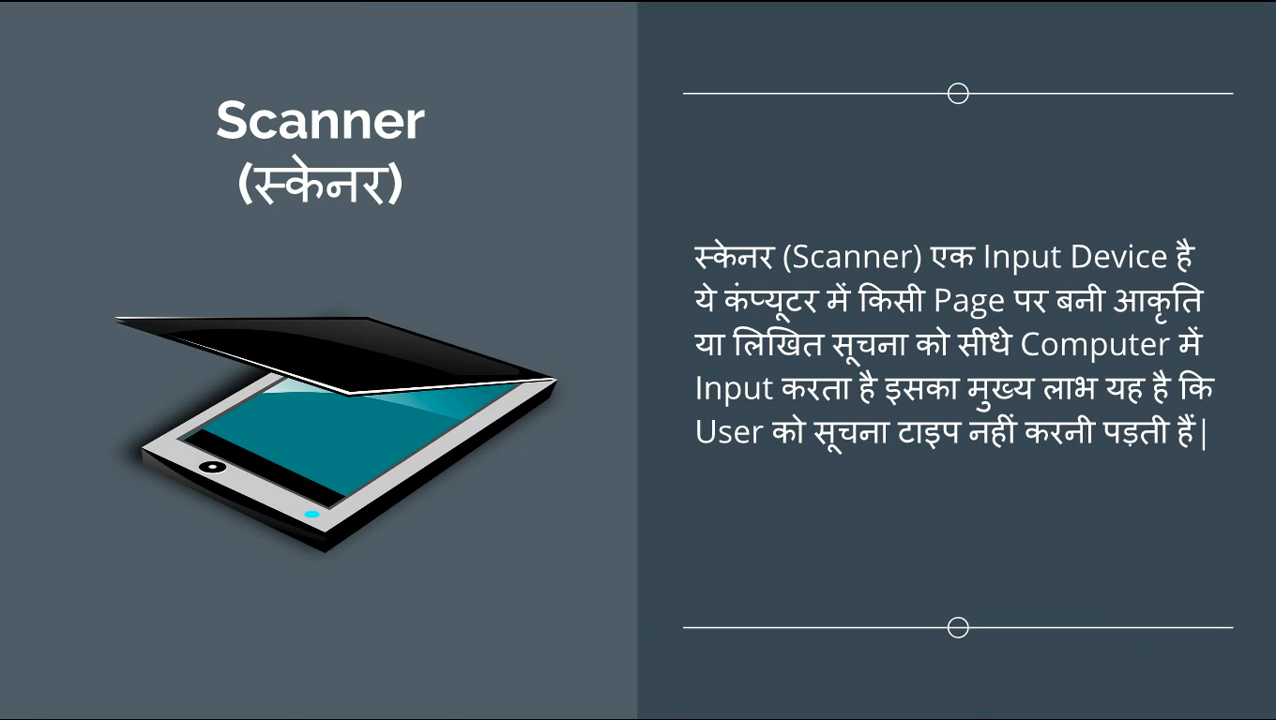 Scanner
(स्केनर)
स्केनर (Scanner) एक Input Device है
ये कंप्यूटर में किसी Page पर बनी आकृति
या लिखित सूचना को सीधे Computer में
Input करता है इसका मुख्य लाभ यह है कि
User को सूचना टाइप नहीं करनी पड़ती हैं|